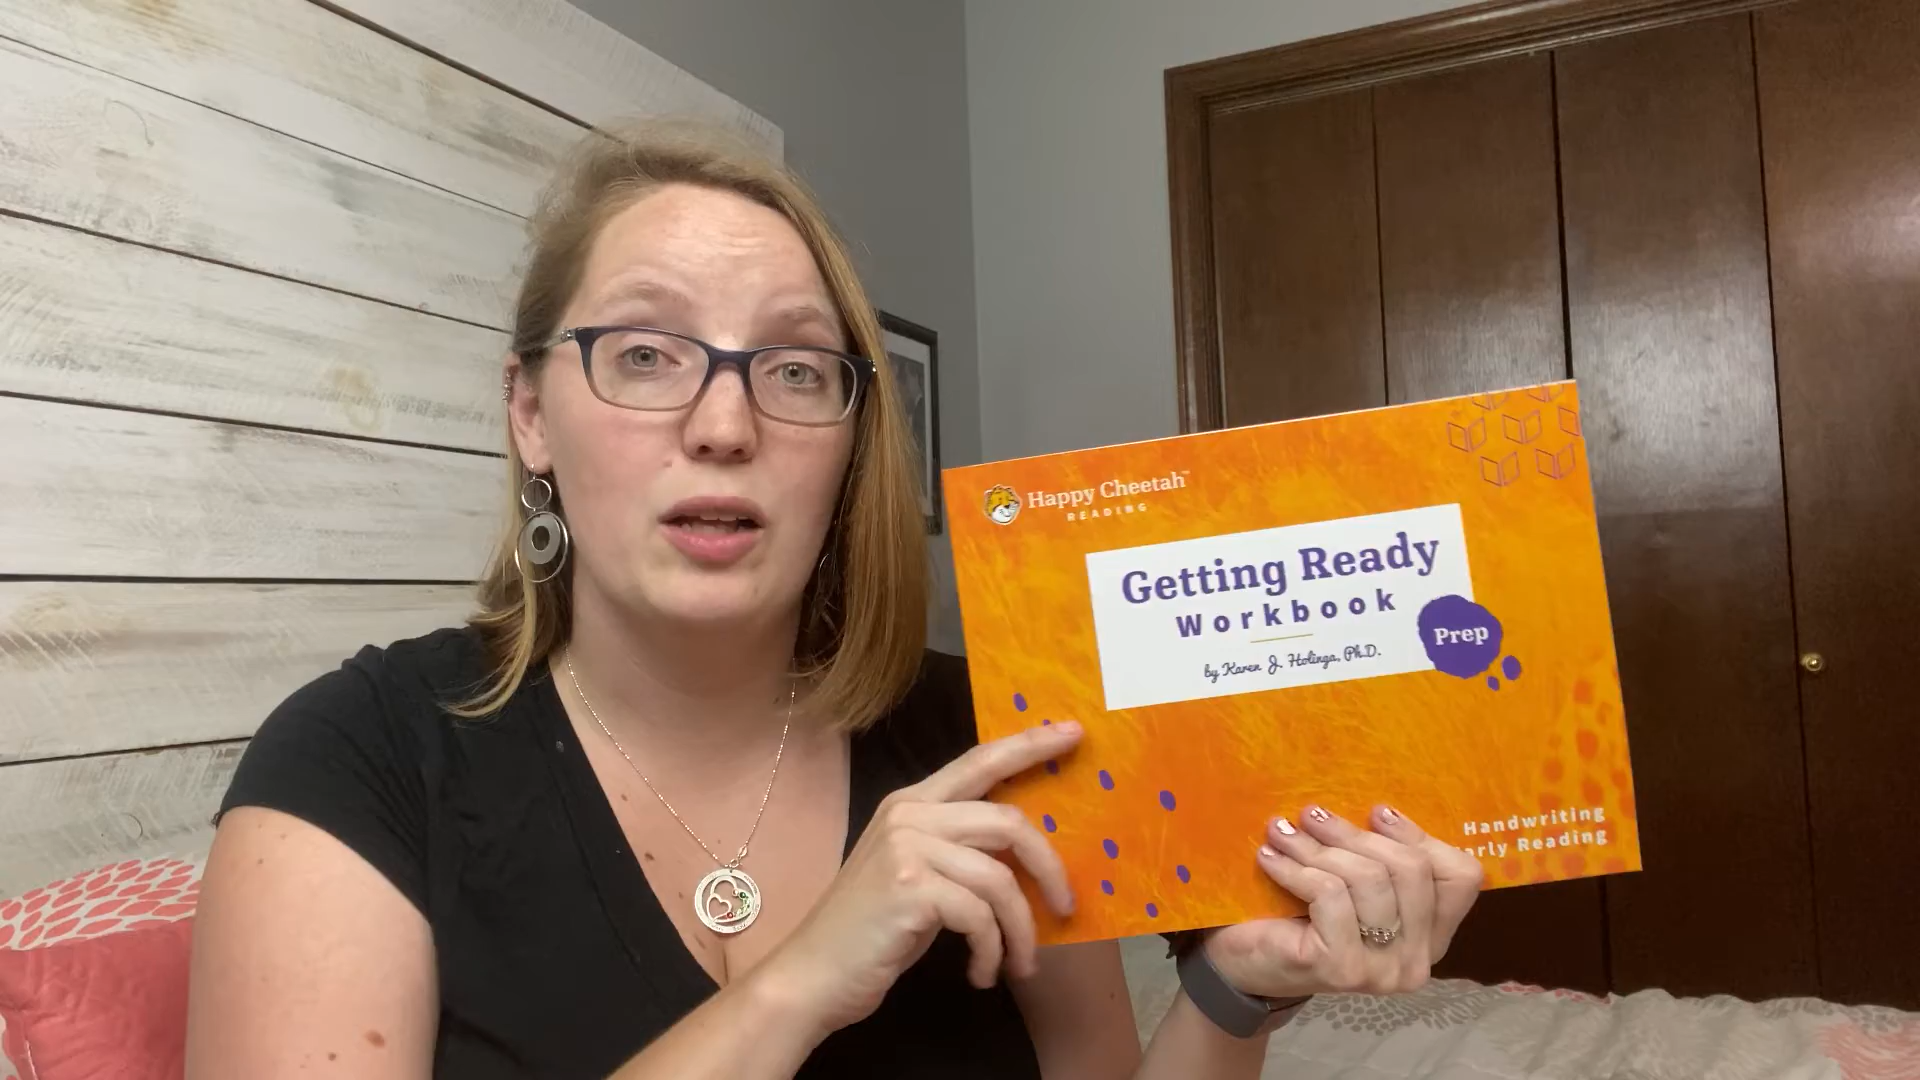 Happy Cheetah™
READING
Getting Ready
Workbook
by Karen J. Holinga, Ph.D.
Prep
Handwriting
Reading